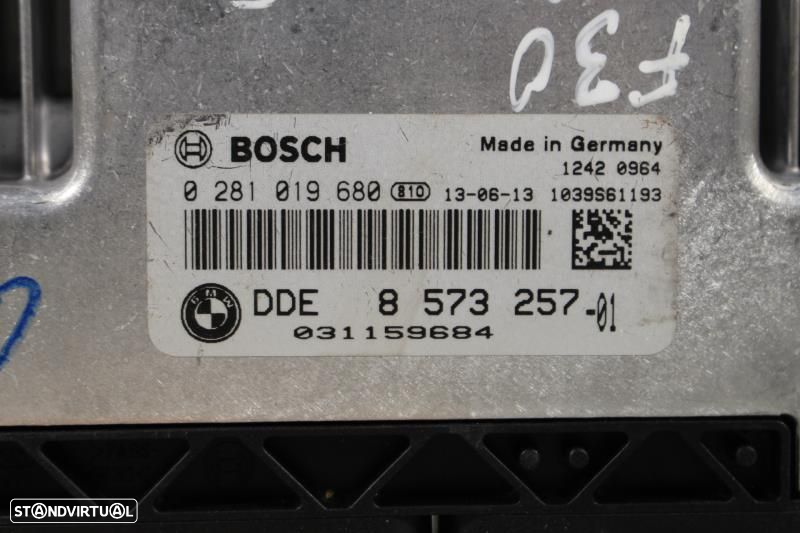 F30
BOSCH
Made in Germany
1242 0964
0 281 019 680 810 13-06-13 1039S61193
BMW
DDE 8 573 257-01
031159684
STANDVIRTUAL